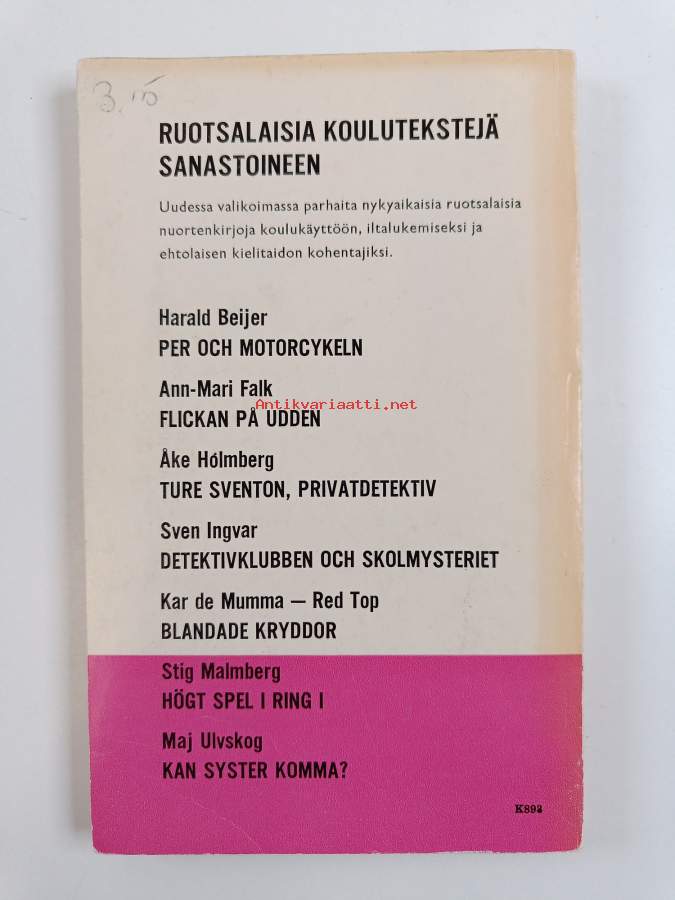 3.
RUOTSALAISIA KOULUTEKSTEJÄ
SANASTOINEEN
Uudessa valikoimassa parhaita nykyaikaisia ruotsalaisia
nuortenkirjoja koulukäyttöön, iltalukemiseksi ja
ehtolaisen kielitaidon kohentajiksi.
Harald Beijer
PER OCH MOTORCYKELN
Ann-Mari Falk
Antikvariaatti.net
FLICKAN PÅ UDDEN
Åke Holmberg
TURE SVENTON, PRIVATDETEKTIV
Sven Ingvar
DETEKTIVKLUBBEN OCH SKOLMYSTERIET
Kar de Mumma — Red Top
BLANDADE KRYDDOR
Stig Malmberg
HÖGT SPEL I RING I
Maj Ulvskog
KAN SYSTER KOMMA?